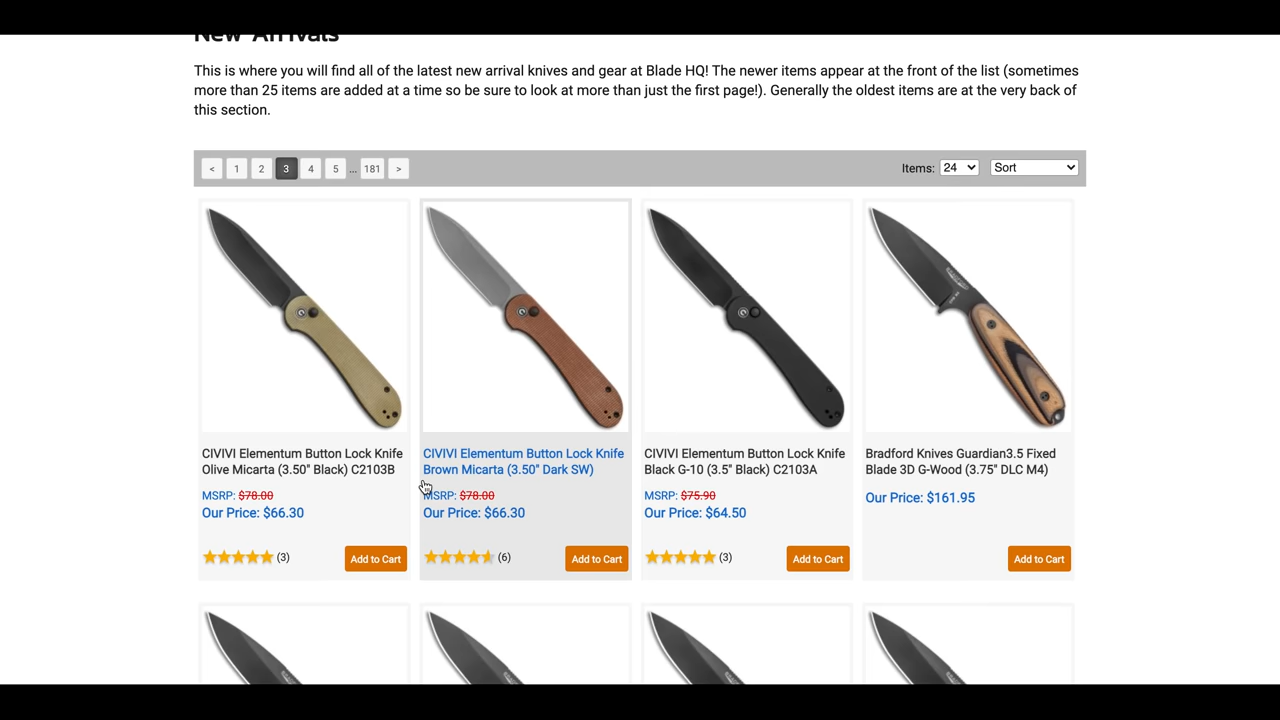 New Arrivals
This is where you will find all of the latest new arrival knives and gear at Blade HQ! The newer items appear at the front of the list (sometimes
more than 25 items are added at a time so be sure to look at more than just the first page!). Generally the oldest items are at the very back of
this section.
< 1 2 3 4 5 ... 181 > Items: 24 Sort
CIVIVI Elementum Button Lock Knife
Olive Micarta (3.50" Black) C2103B
MSRP: $78.00
Our Price: $66.30
(3) Add to Cart
CIVIVI Elementum Button Lock Knife
Brown Micarta (3.50" Dark SW)
MSRP: $78.00
Our Price: $66.30
(6) Add to Cart
CIVIVI Elementum Button Lock Knife
Black G-10 (3.5" Black) C2103A
MSRP: $75.90
Our Price: $64.50
(3) Add to Cart
Bradford Knives Guardian3.5 Fixed
Blade 3D G-Wood (3.75" DLC M4)
Our Price: $161.95
Add to Cart